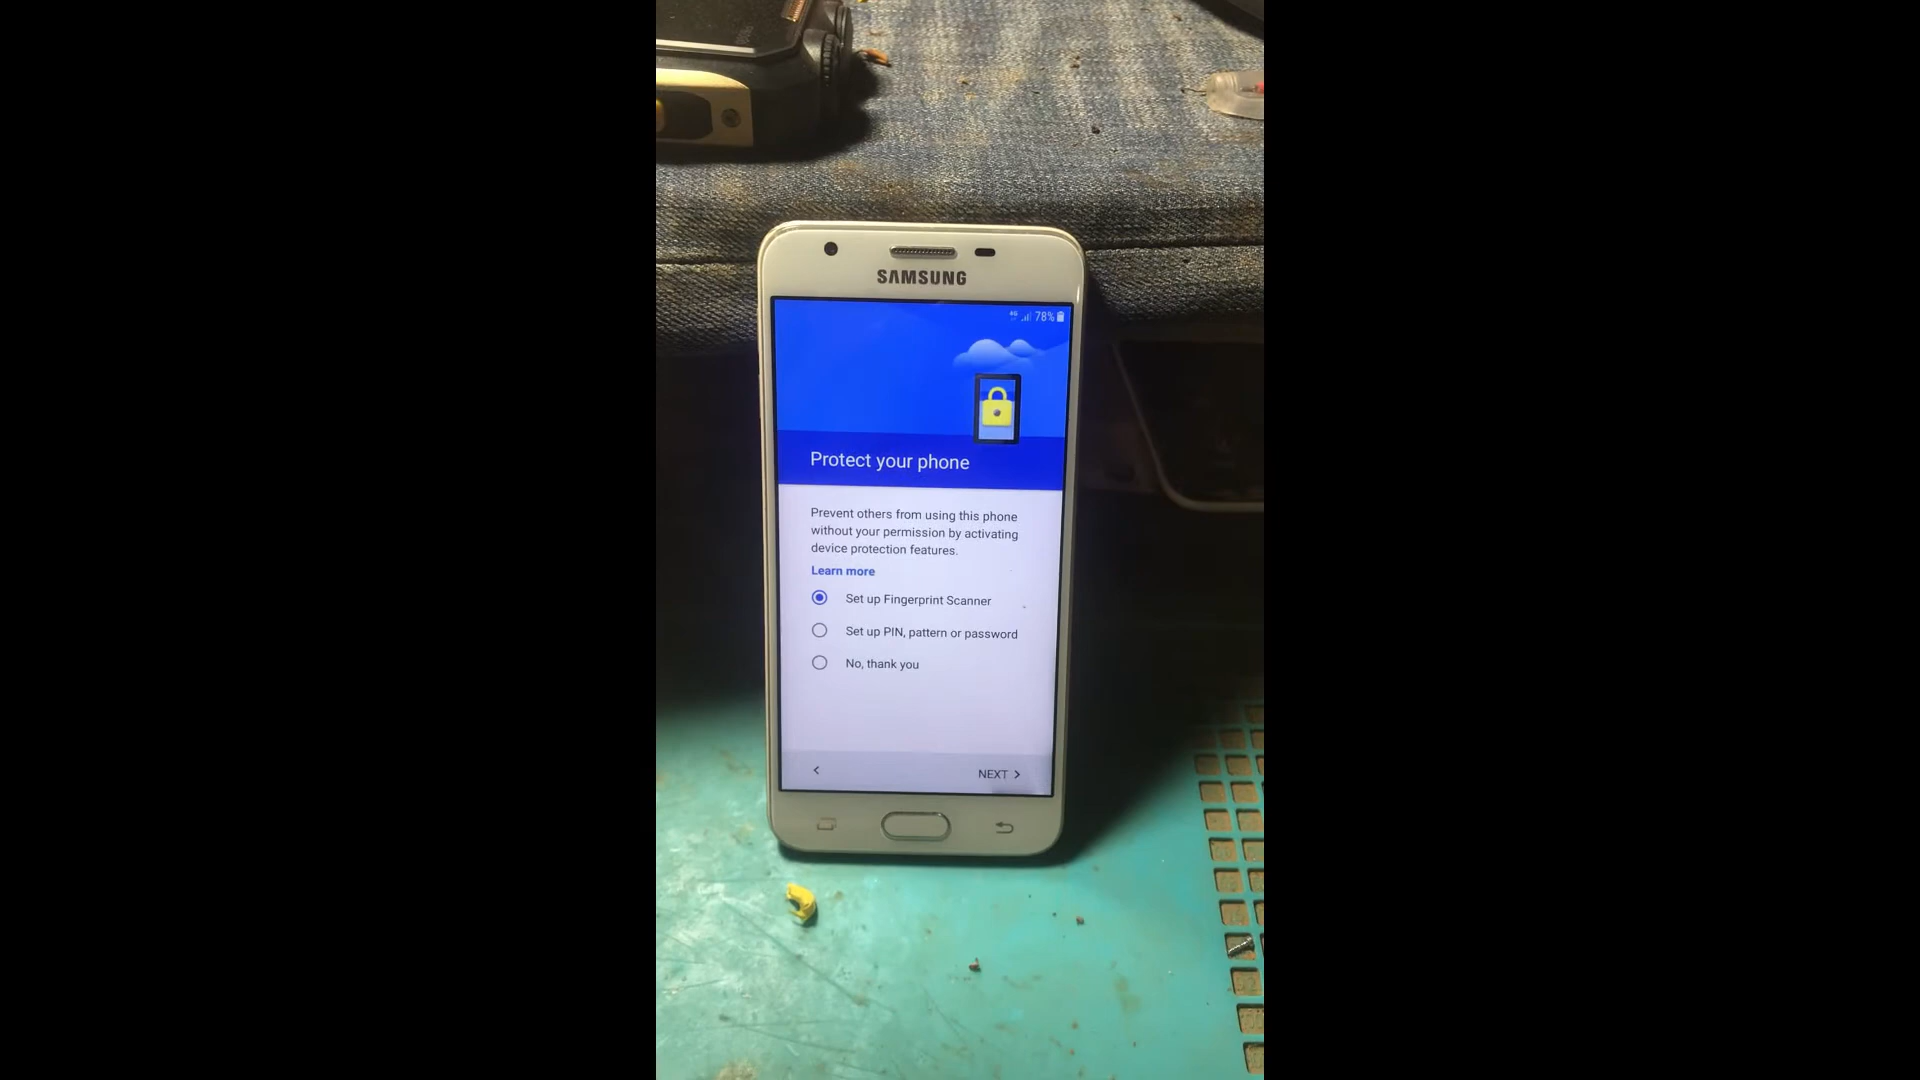 SAMSUNG
4G 78%
Protect your phone
Prevent others from using this phone
without your permission by activating
device protection features.
Learn more
Set up Fingerprint Scanner
Set up PIN, pattern or password
No, thank you
NEXT